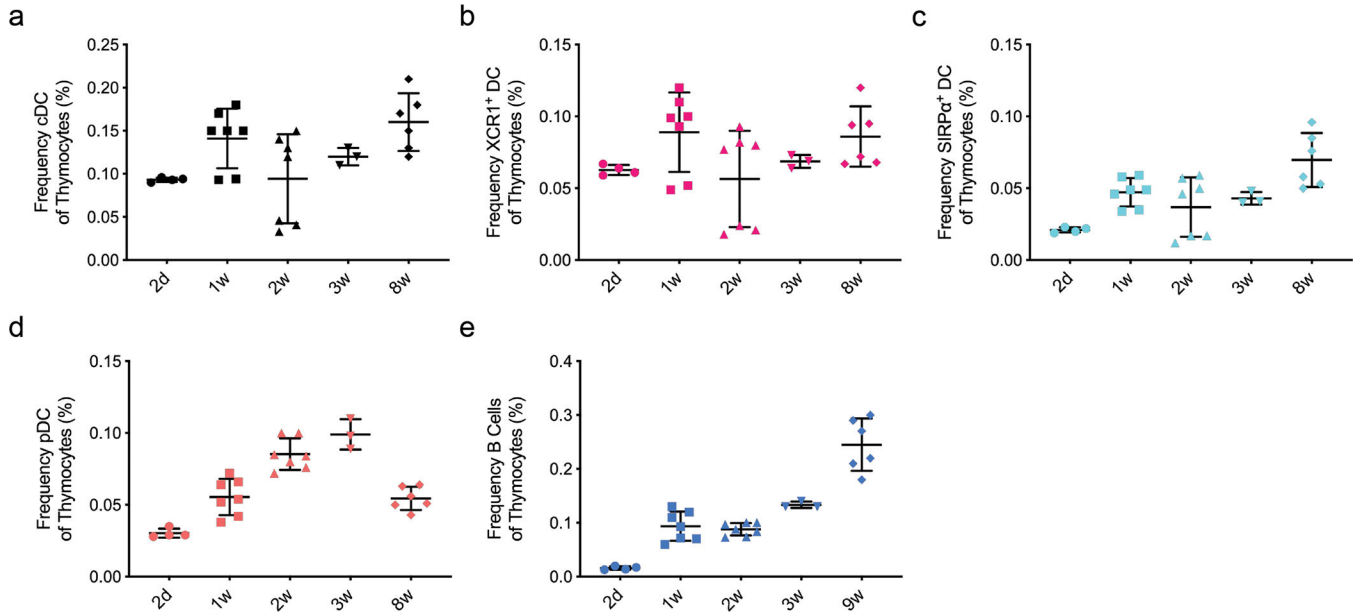 a
Frequency cDC
of Thymocytes (%)
0.25
0.20
0.15
0.10
0.05
0.00
2d
1w
2w
3w
8w
b
Frequency XCR1⁺ DC
of Thymocytes (%)
0.15
0.10
0.05
0.00
2d
1w
2w
3w
8w
c
Frequency SIRPα⁺ DC
of Thymocytes (%)
0.15
0.10
0.05
0.00
2d
1w
2w
3w
8w
d
Frequency pDC
of Thymocytes (%)
0.15
0.10
0.05
0.00
2d
1w
2w
3w
8w
e
Frequency B Cells
of Thymocytes (%)
0.4
0.3
0.2
0.1
0.0
2d
1w
2w
3w
9w